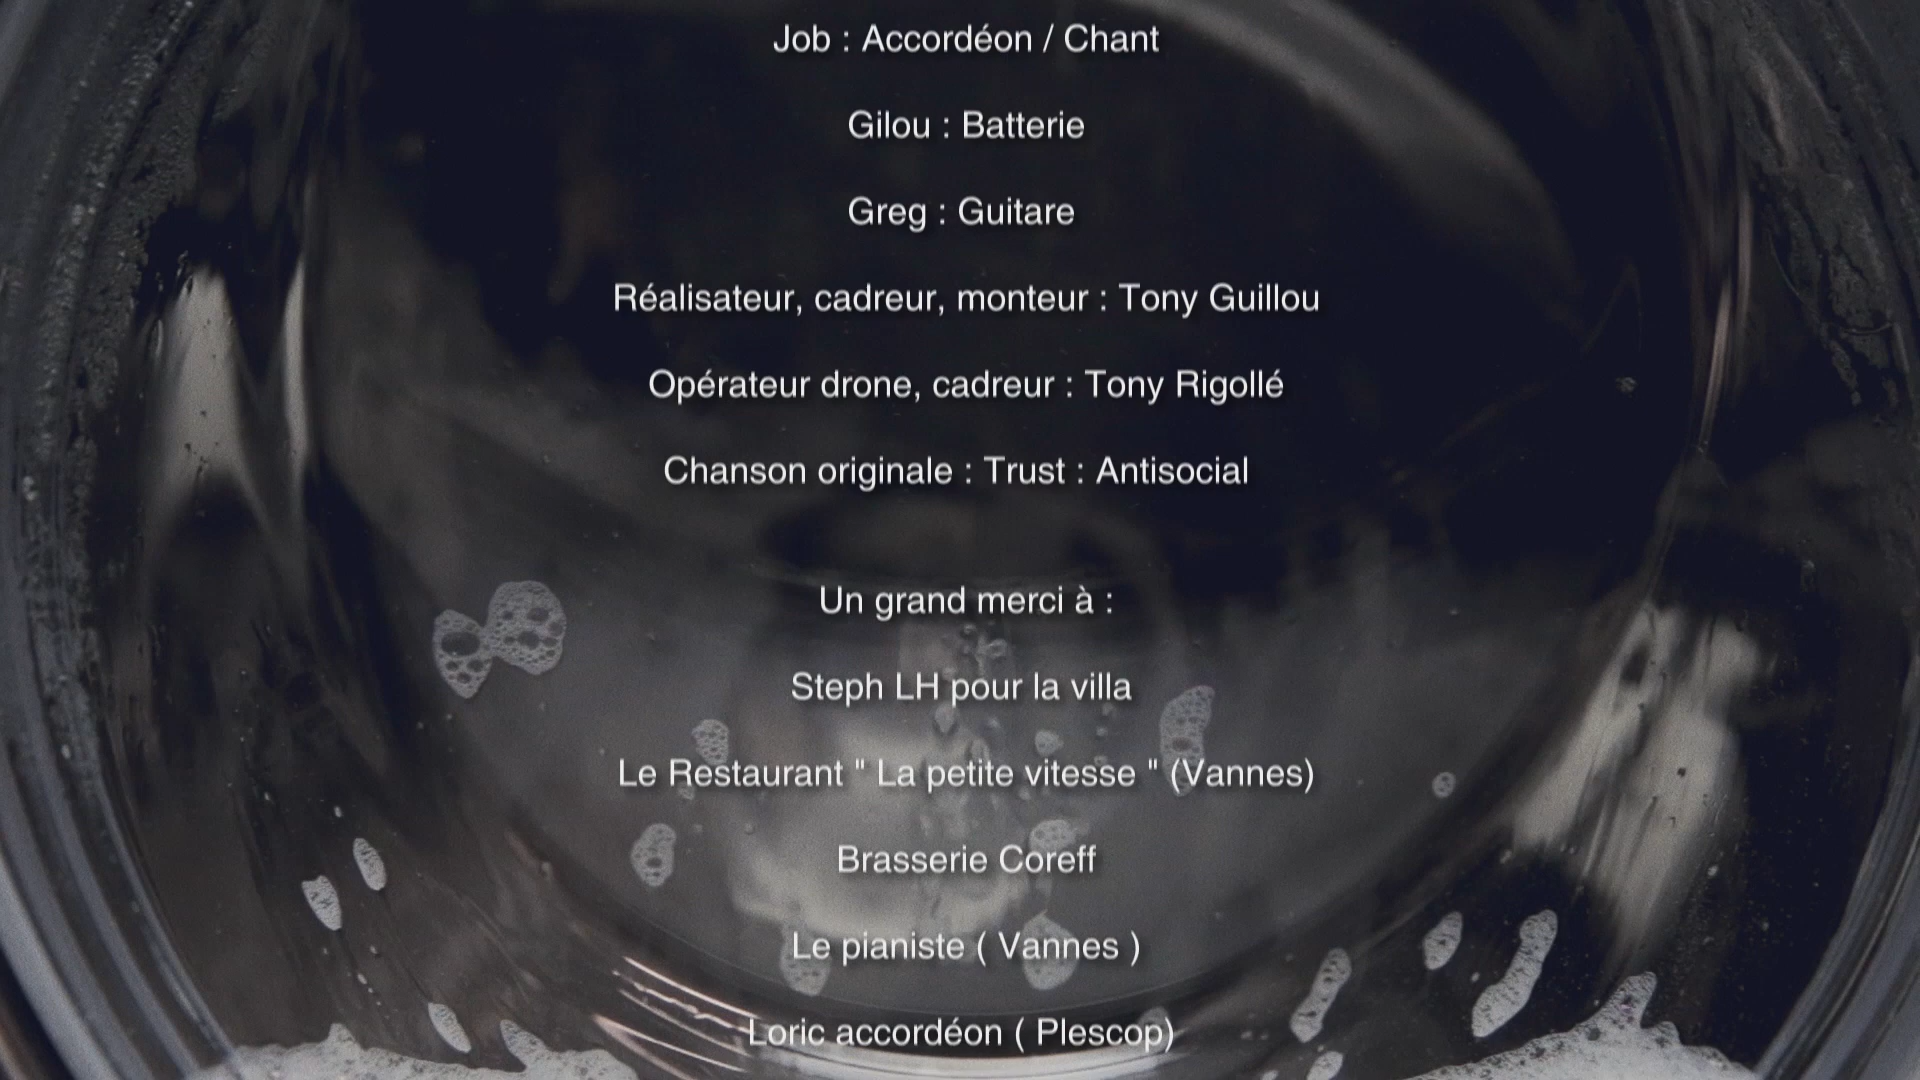 Job : Accordéon / Chant
Gilou : Batterie
Greg : Guitare
Réalisateur, cadreur, monteur : Tony Guillou
Opérateur drone, cadreur : Tony Rigollé
Chanson originale : Trust : Antisocial
Un grand merci à :
Steph LH pour la villa
Le Restaurant " La petite vitesse " (Vannes)
Brasserie Coreff
Le pianiste ( Vannes )
Loric accordéon ( Plescop)